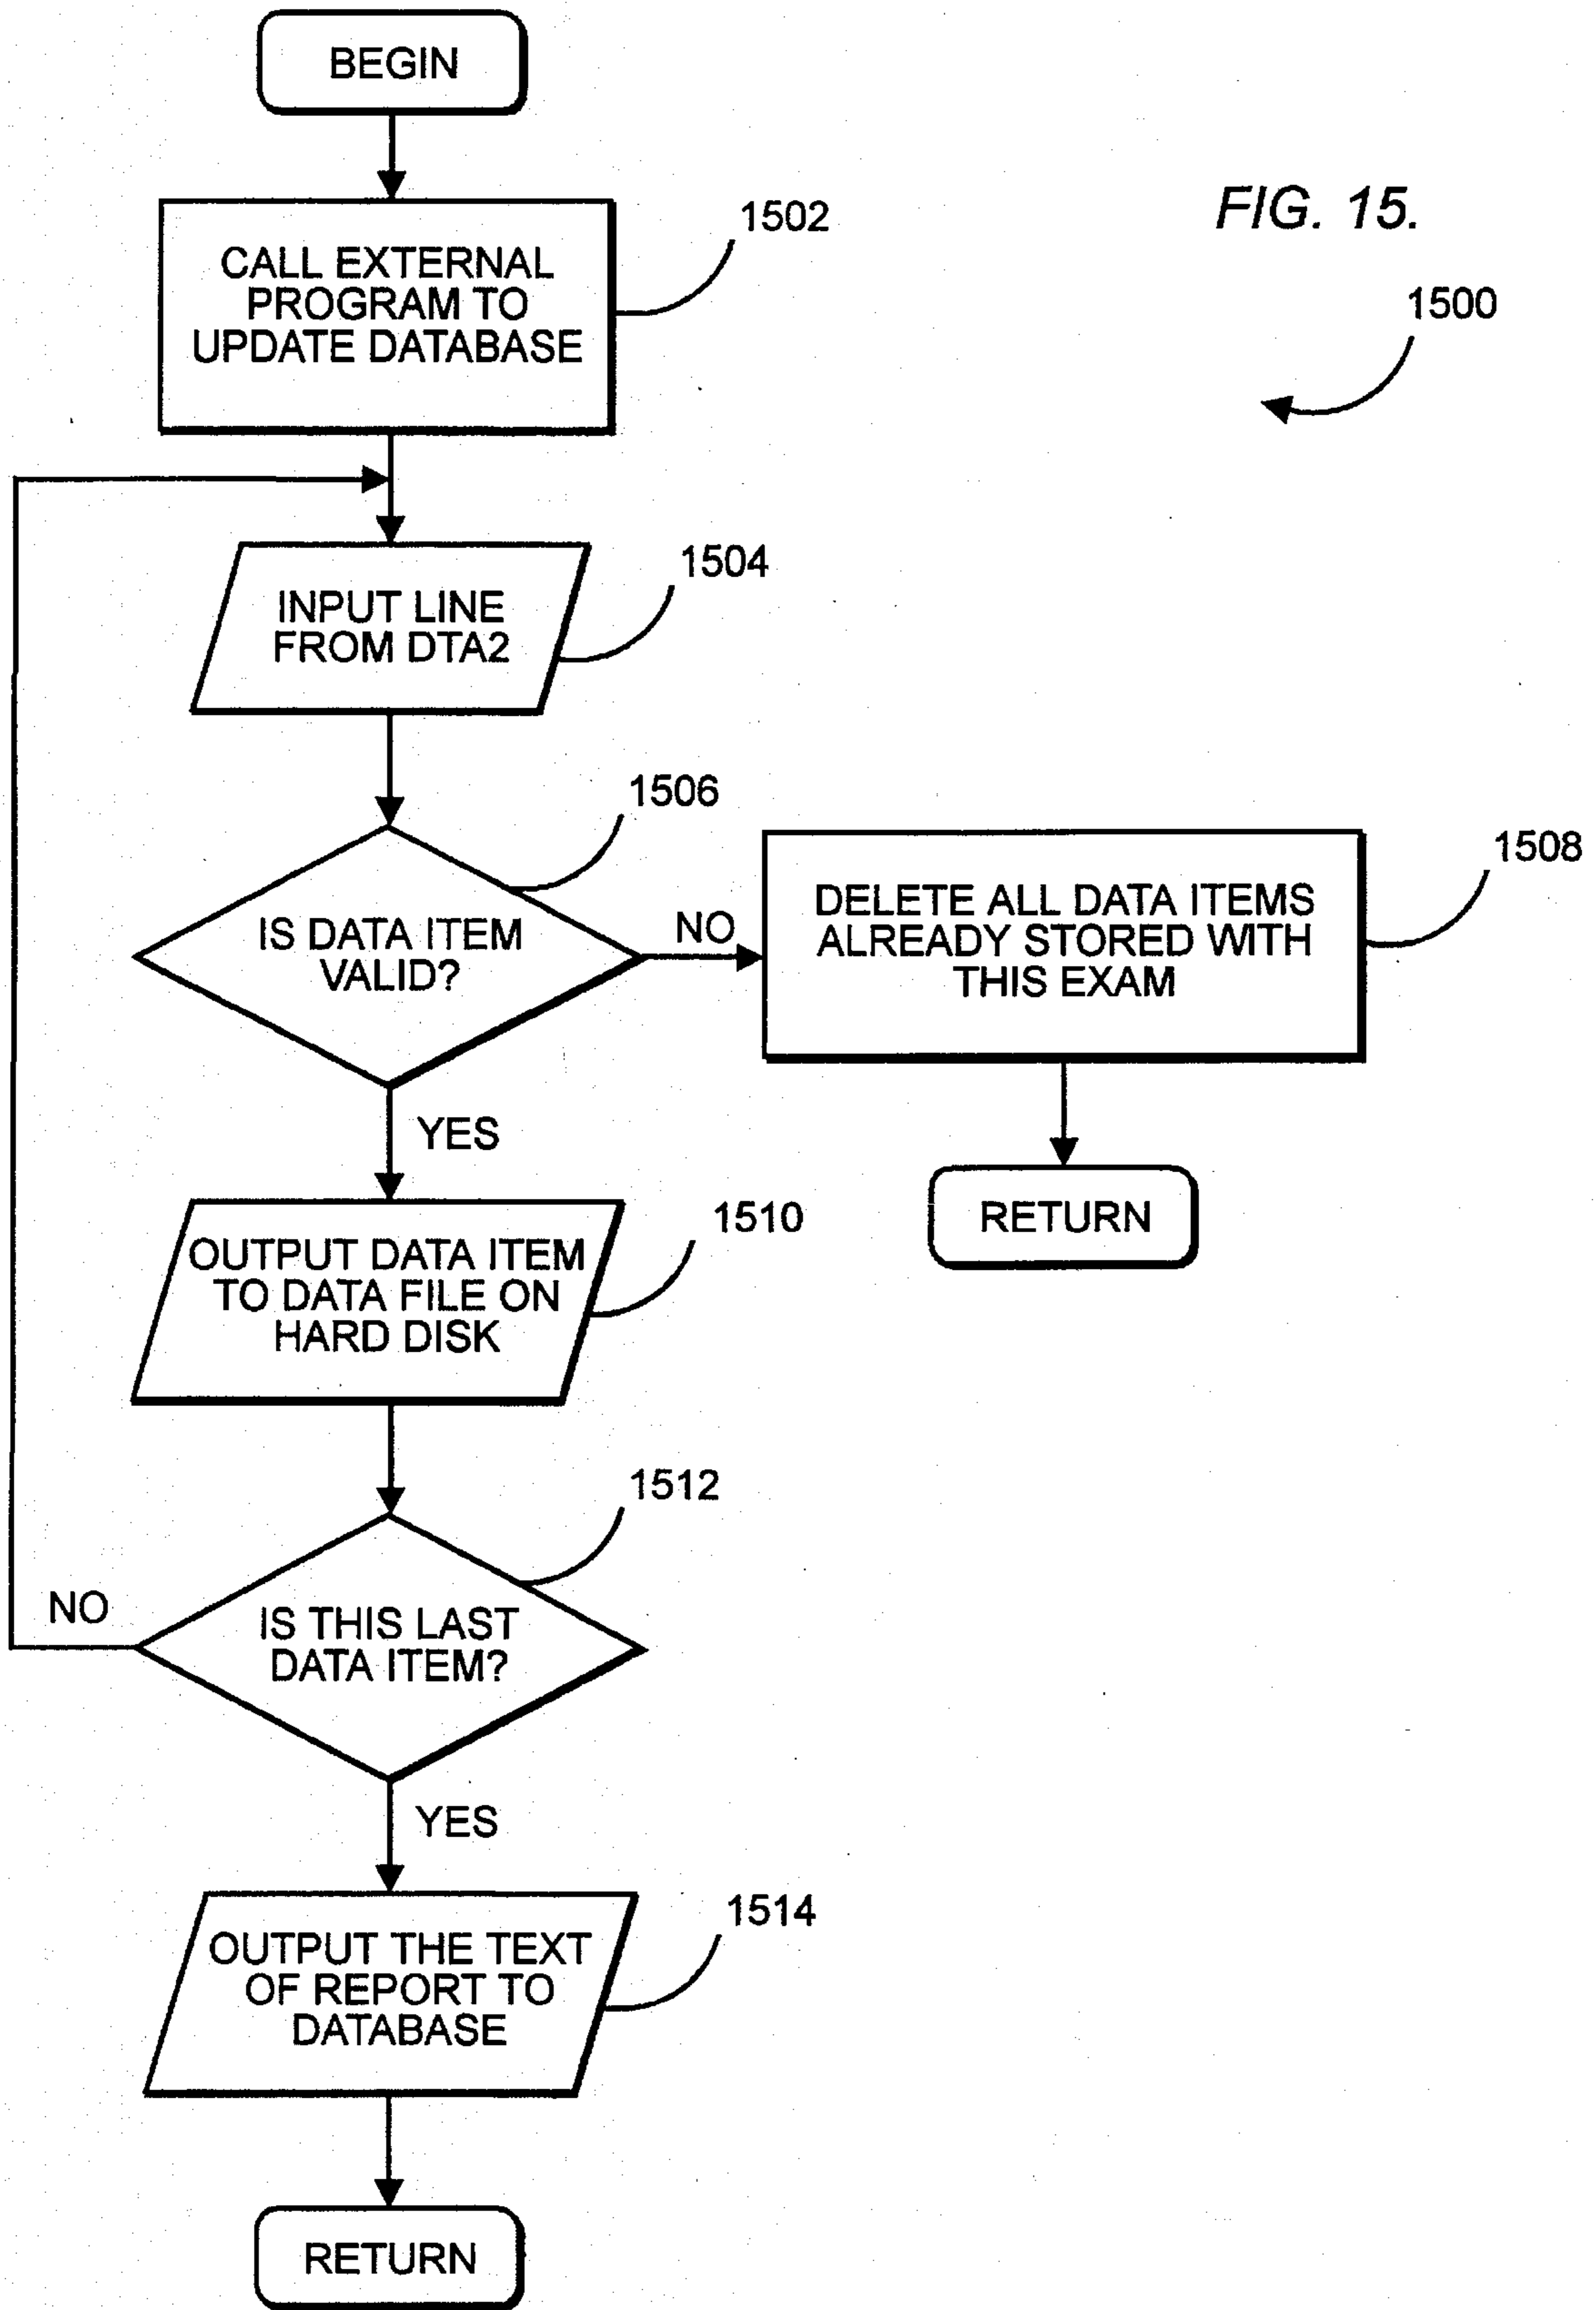 BEGIN
FIG. 15.
1500
1502
CALL EXTERNAL
PROGRAM TO
UPDATE DATABASE
1504
INPUT LINE
FROM DTA2
1506
IS DATA ITEM
VALID?
NO
1508
DELETE ALL DATA ITEMS
ALREADY STORED WITH
THIS EXAM
RETURN
YES
1510
OUTPUT DATA ITEM
TO DATA FILE ON
HARD DISK
1512
IS THIS LAST
DATA ITEM?
NO
YES
1514
OUTPUT THE TEXT
OF REPORT TO
DATABASE
RETURN